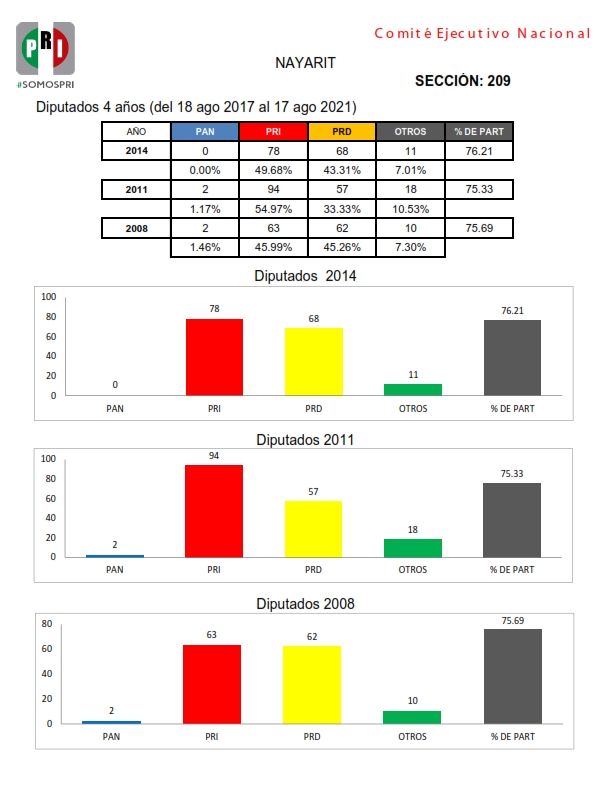 Comité Ejecutivo Nacional
PRI
#SOMOSPRI
NAYARIT
SECCIÓN: 209
Diputados 4 años (del 18 ago 2017 al 17 ago 2021)
AÑO PAN PRI PRD OTROS % DE PART
2014 0 78 68 11 76.21
0.00% 49.68% 43.31% 7.01%
2011 2 94 57 18 75.33
1.17% 54.97% 33.33% 10.53%
2008 2 63 62 10 75.69
1.46% 45.99% 45.26% 7.30%
Diputados 2014
100
80
60
40
20
0
0 78 68 11 76.21
PAN PRI PRD OTROS % DE PART
Diputados 2011
100
80
60
40
20
0
2 94 57 18 75.33
PAN PRI PRD OTROS % DE PART
Diputados 2008
80
60
40
20
0
2 63 62 10 75.69
PAN PRI PRD OTROS % DE PART